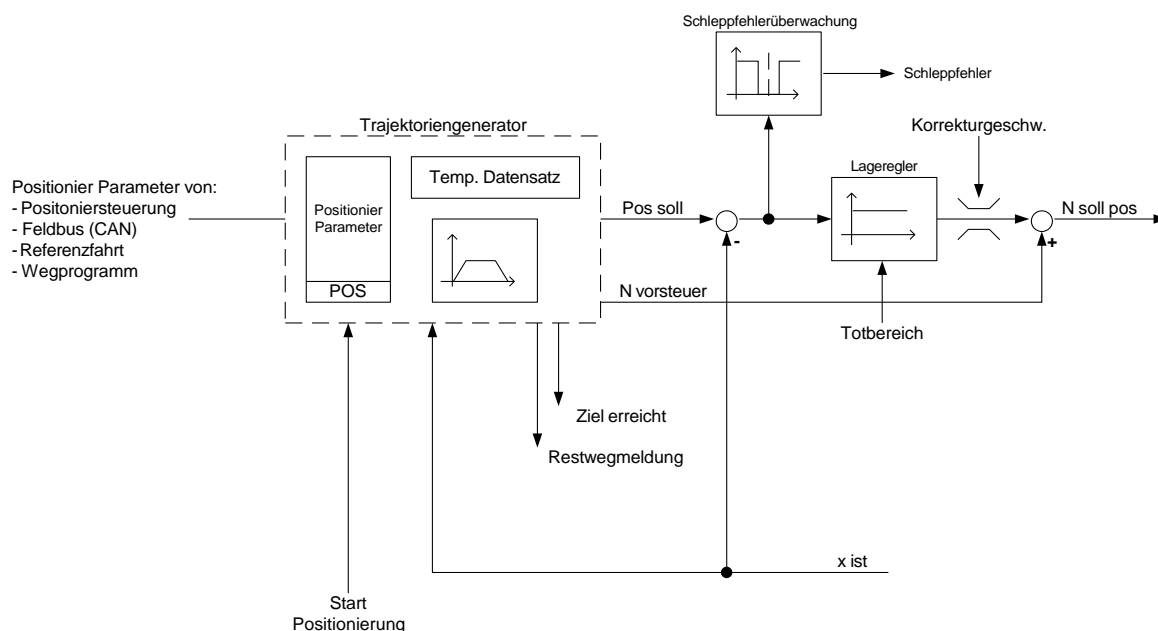 Schleppfehlerüberwachung
Schleppfehler
Trajektoriengenerator
Korrekturgeschw.
Temp. Datensatz
Lageregler
Positionier Parameter von:
- Positoniersteuerung
- Feldbus (CAN)
- Referenzfahrt
- Wegprogramm
Positionier
Parameter
POS
Pos soll
-
N soll pos
+
N vorsteuer
Totbereich
Ziel erreicht
Restwegmeldung
x ist
Start
Positionierung